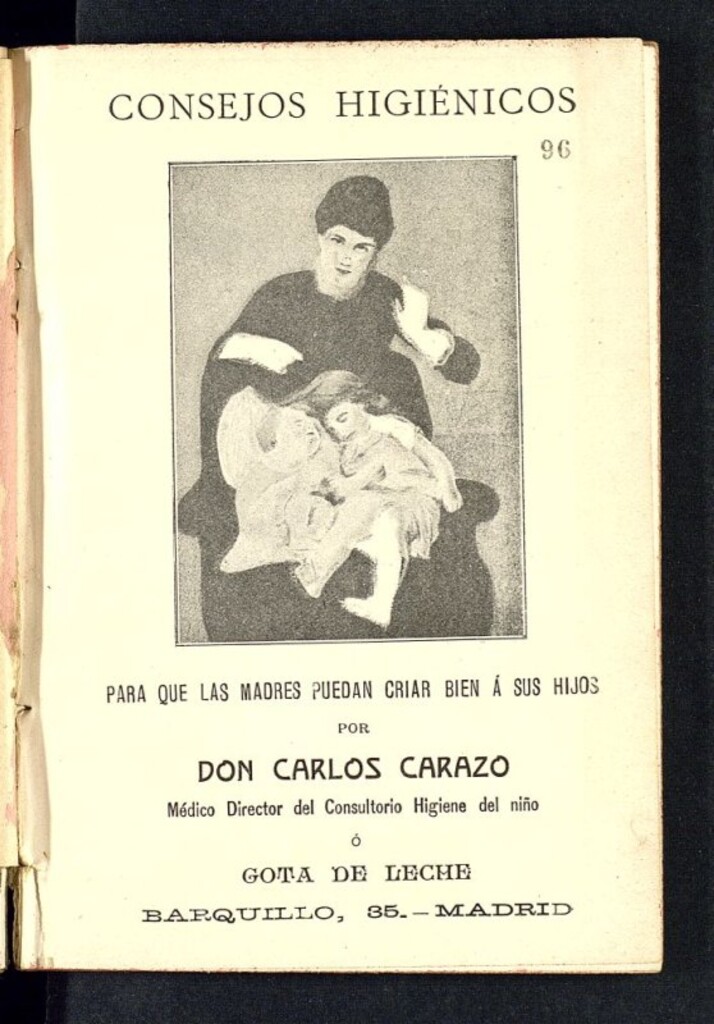 CONSEJOS HIGIÉNICOS
96
PARA QUE LAS MADRES PUEDAN CRIAR BIEN Á SUS HIJOS
POR
DON CARLOS CARAZO
Médico Director del Consultorio Higiene del niño
ó
GOTA DE LECHE
BARQUILLO, 35.—MADRID